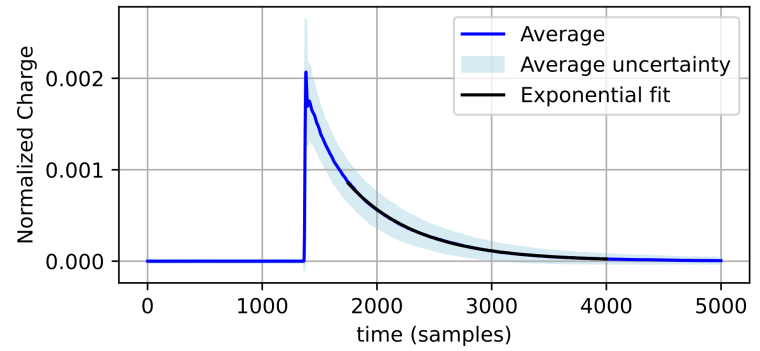 Average
Average uncertainty
Exponential fit
Normalized Charge
0.002
0.001
0.000
0 1000 2000 3000 4000 5000
time (samples)